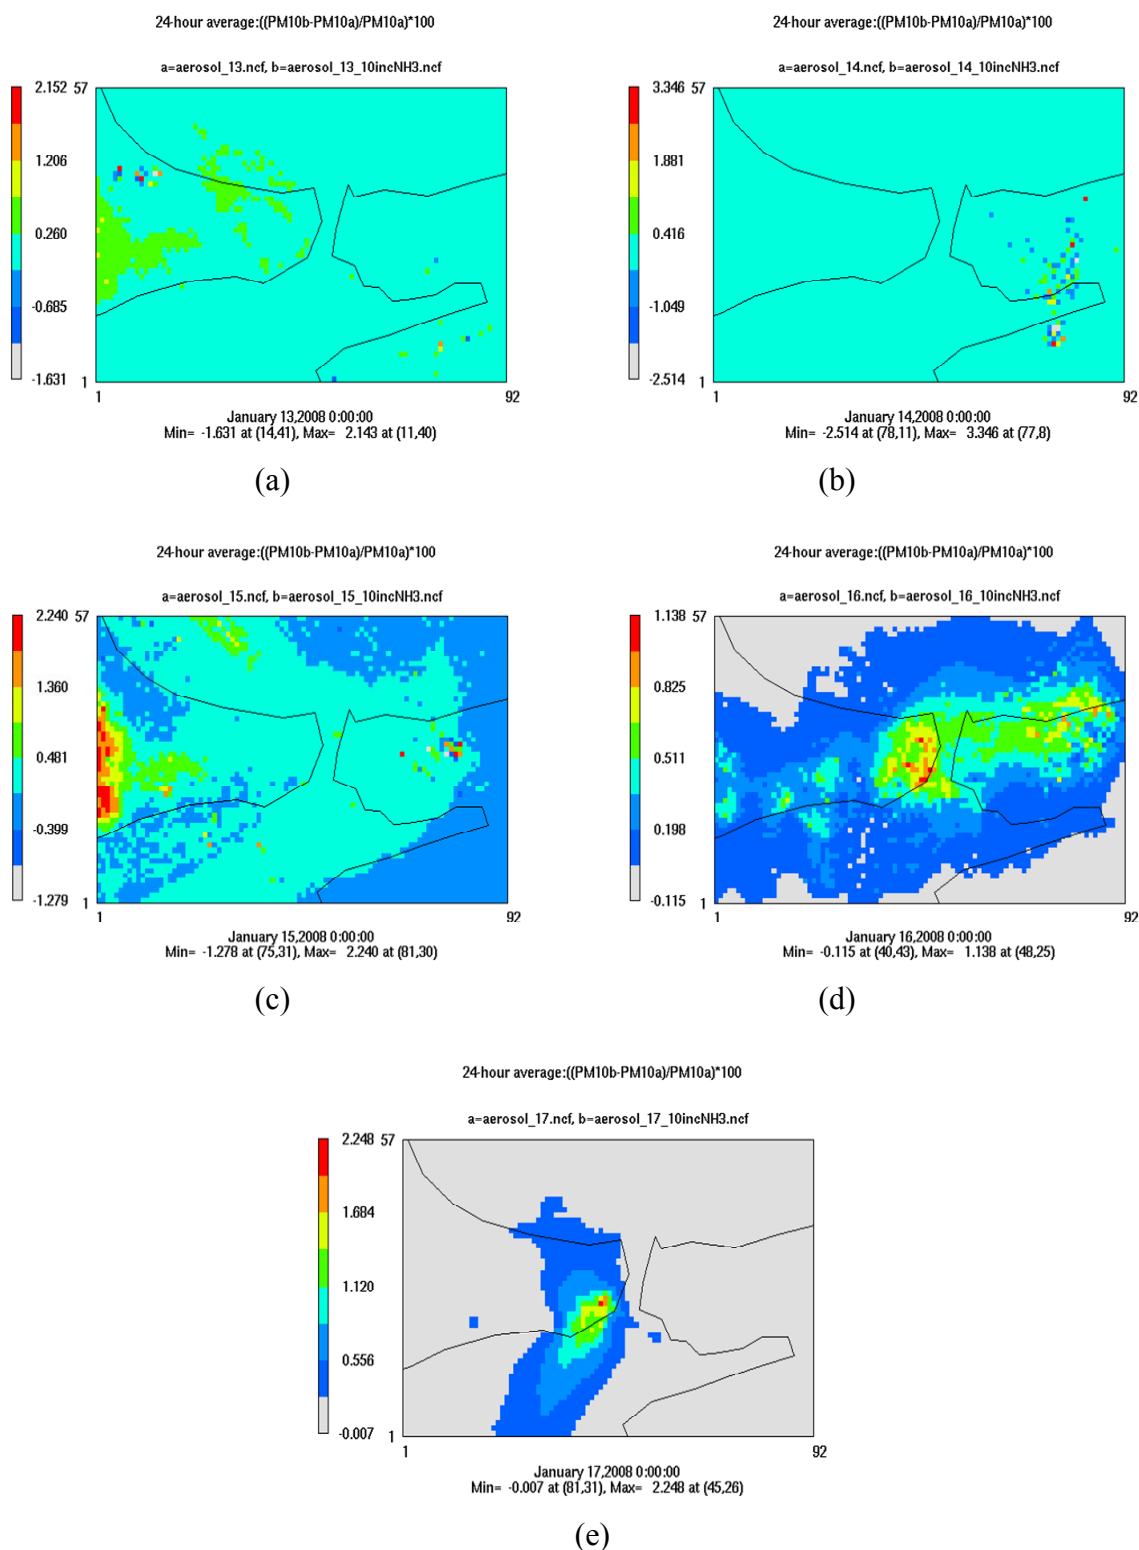 24-hour average:((PM10b-PM10a)/PM10a)*100
a=aerosol_13.ncf, b=aerosol_13_10incNH3.ncf
2.152 57
1.206
0.260
-0.685
-1.631 1
1 92
January 13,2008 0:00:00
Min= -1.631 at (14,41), Max= 2.143 at (11,40)
(a)
24-hour average:((PM10b-PM10a)/PM10a)*100
a=aerosol_14.ncf, b=aerosol_14_10incNH3.ncf
3.346 57
1.881
0.416
-1.049
-2.514 1
1 92
January 14,2008 0:00:00
Min= -2.514 at (78,11), Max= 3.346 at (77,8)
(b)
24-hour average:((PM10b-PM10a)/PM10a)*100
a=aerosol_15.ncf, b=aerosol_15_10incNH3.ncf
2.240 57
1.360
0.481
-0.399
-1.279 1
1 92
January 15,2008 0:00:00
Min= -1.278 at (75,31), Max= 2.240 at (81,30)
(c)
24-hour average:((PM10b-PM10a)/PM10a)*100
a=aerosol_16.ncf, b=aerosol_16_10incNH3.ncf
1.138 57
0.825
0.511
0.198
-0.115 1
1 92
January 16,2008 0:00:00
Min= -0.115 at (40,43), Max= 1.138 at (48,25)
(d)
24-hour average:((PM10b-PM10a)/PM10a)*100
a=aerosol_17.ncf, b=aerosol_17_10incNH3.ncf
2.248 57
1.684
1.120
0.556
-0.007 1
1 92
January 17,2008 0:00:00
Min= -0.007 at (81,31), Max= 2.248 at (45,26)
(e)